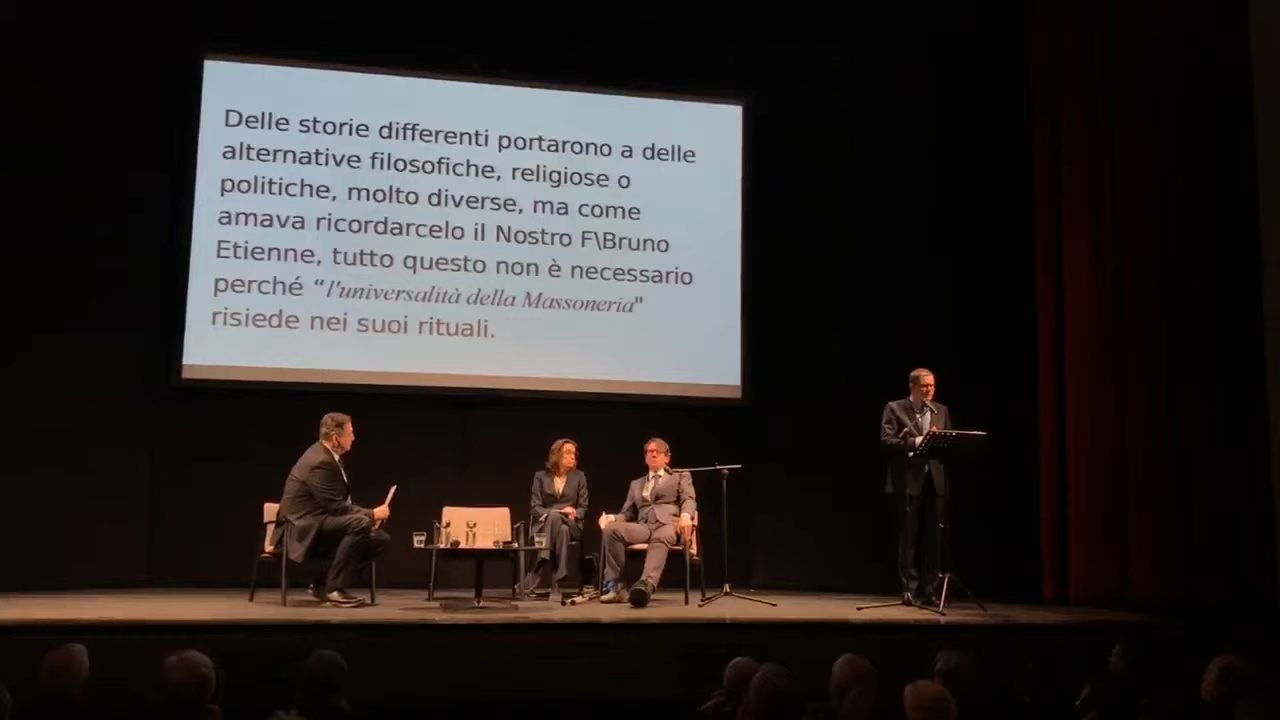 Delle storie differenti portarono a delle
alternative filosofiche, religiose o
politiche, molto diverse, ma come
amava ricordarcelo il Nostro F\Bruno
Etienne, tutto questo non è necessario
perché “l'universalità della Massoneria"
risiede nei suoi rituali.